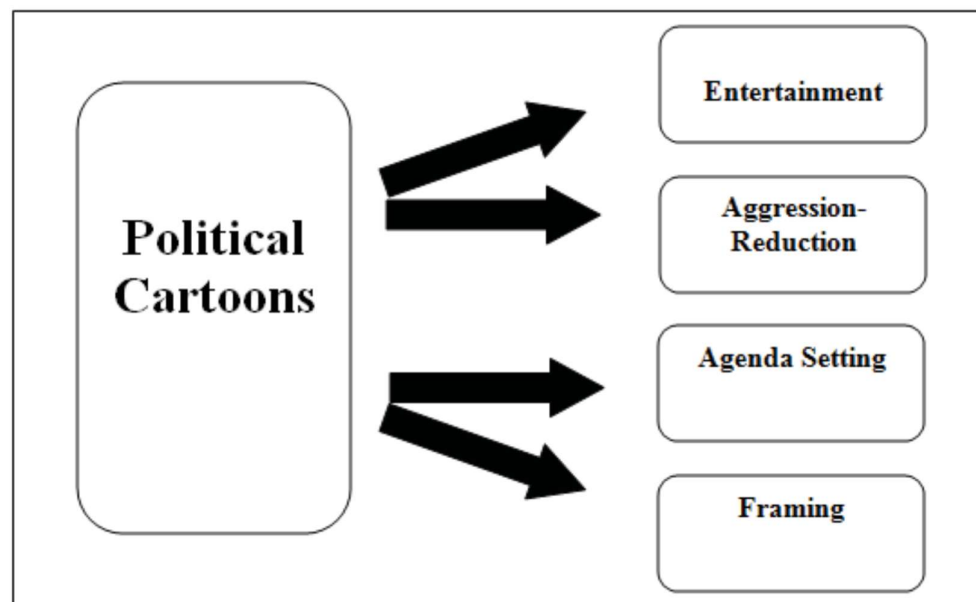 Political
Cartoons
Entertainment
Aggression-
Reduction
Agenda Setting
Framing